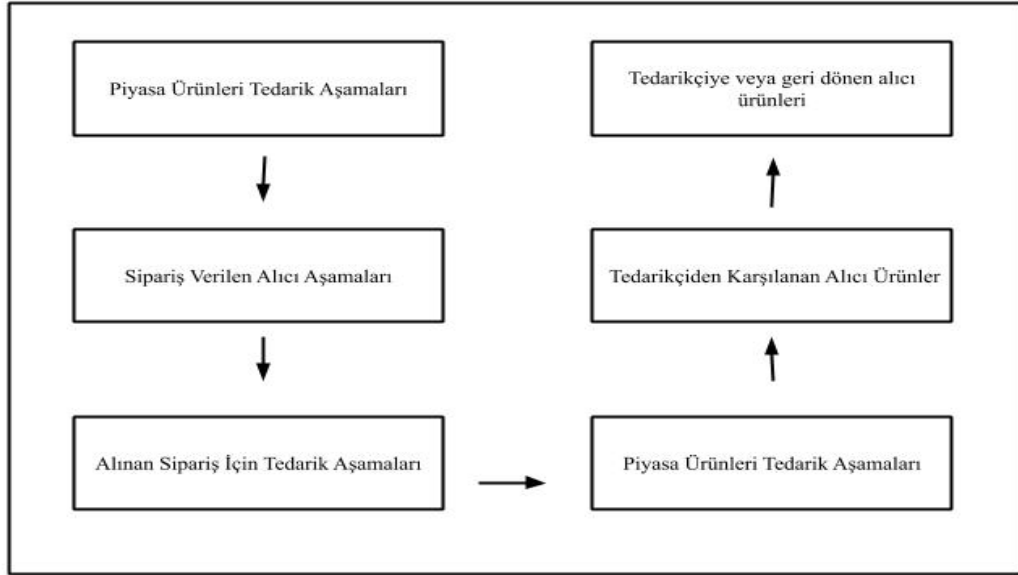 Piyasa Ürünleri Tedarik Aşamaları
Sipariş Verilen Alıcı Aşamaları
Alınan Sipariş İçin Tedarik Aşamaları
Piyasa Ürünleri Tedarik Aşamaları
Tedarikçiden Karşılanan Alıcı Ürünler
Tedarikçiye veya geri dönen alıcı
ürünleri